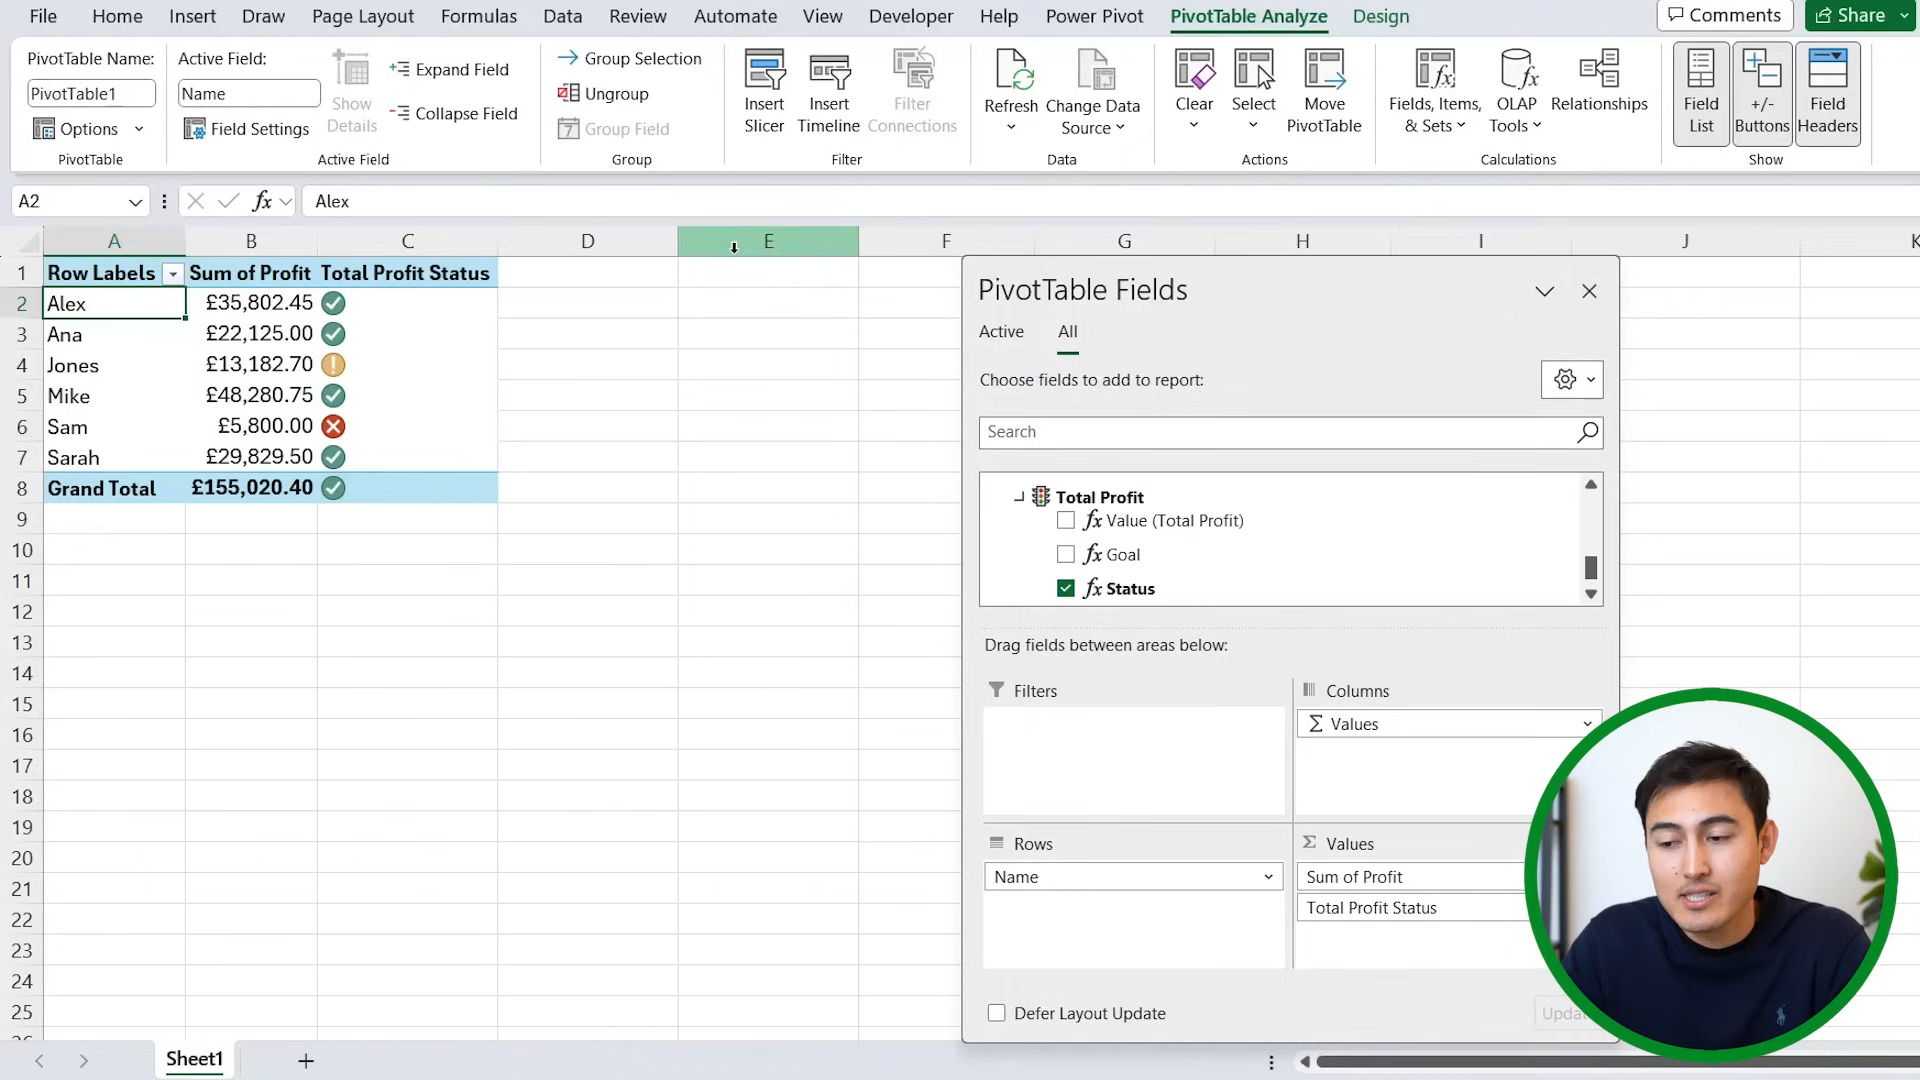 File Home Insert Draw Page Layout Formulas Data Review Automate View Developer Help Power Pivot PivotTable Analyze Design Comments Share
PivotTable Name:
PivotTable1
Options
PivotTable
Active Field:
Name
Field Settings
Show
Details
Expand Field
Collapse Field
Active Field
Group Selection
Ungroup
7 Group Field
Group
Insert
Slicer
Insert
Timeline
Filter
Connections
Filter
Refresh
Change Data
Source
Data
Clear
Select
Move
PivotTable
Actions
Fields, Items,
& Sets
OLAP
Tools
Relationships
Calculations
Field
List
+/-
Buttons
Field
Headers
Show
A2 fx Alex
A B C D E F G H I J K
1 Row Labels Sum of Profit Total Profit Status
2 Alex £35,802.45
3 Ana £22,125.00
4 Jones £13,182.70 !
5 Mike £48,280.75
6 Sam £5,800.00
7 Sarah £29,829.50
8 Grand Total £155,020.40
9
10
11
12
13
14
15
16
17
18
19
20
21
22
23
24
25
PivotTable Fields
Active All
Choose fields to add to report:
Search
Total Profit
fx Value (Total Profit)
fx Goal
fx Status
Drag fields between areas below:
Filters
Columns
Σ Values
Rows
Name
Σ Values
Sum of Profit
Total Profit Status
Defer Layout Update
Sheet1 +